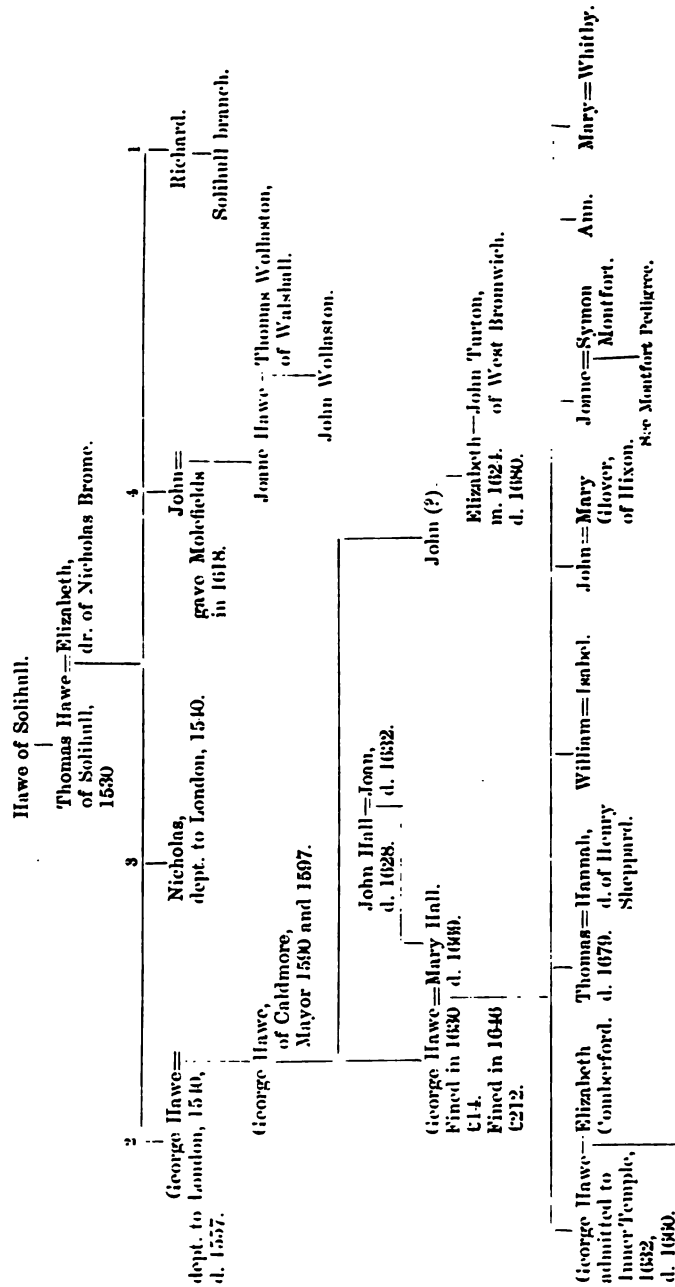 Hawe of Solihull.
Thomas Hawe=Elizabeth,
of Solihull, dr. of Nicholas Brome.
1530
2 3 4 1
George Hawe=
dept. to London, 1540,
d. 1557.
Nicholas,
dept. to London, 1540.
John=
gave Molefields
in 1618.
Richard.
Solihull branch.
George Hawe,
of Caldmore,
Mayor 1590 and 1597.
Jonne Hawe=Thomas Wollaston,
of Walshall.
John Wollaston.
John Hall=Joan,
d. 1628. d. 1632.
George Hawe=Mary Hall.
Fined in 1630 d. 1669.
£14.
Fined in 1646
£212.
John (?)
Elizabeth=John Turton,
m. 1624. of West Bromwich.
d. 1680.
George Hawe=Elizabeth
admitted to Comberford.
Inner Temple,
1632,
d. 1660.
Thomas=Hannah,
d. 1679. d. of Henry
Sheppard.
William=Isabel.
John=Mary
Glover,
of Hixon.
Jonne=Symon
Montfort.
See Montfort Pedigree.
Ann.
Mary=Whitby.